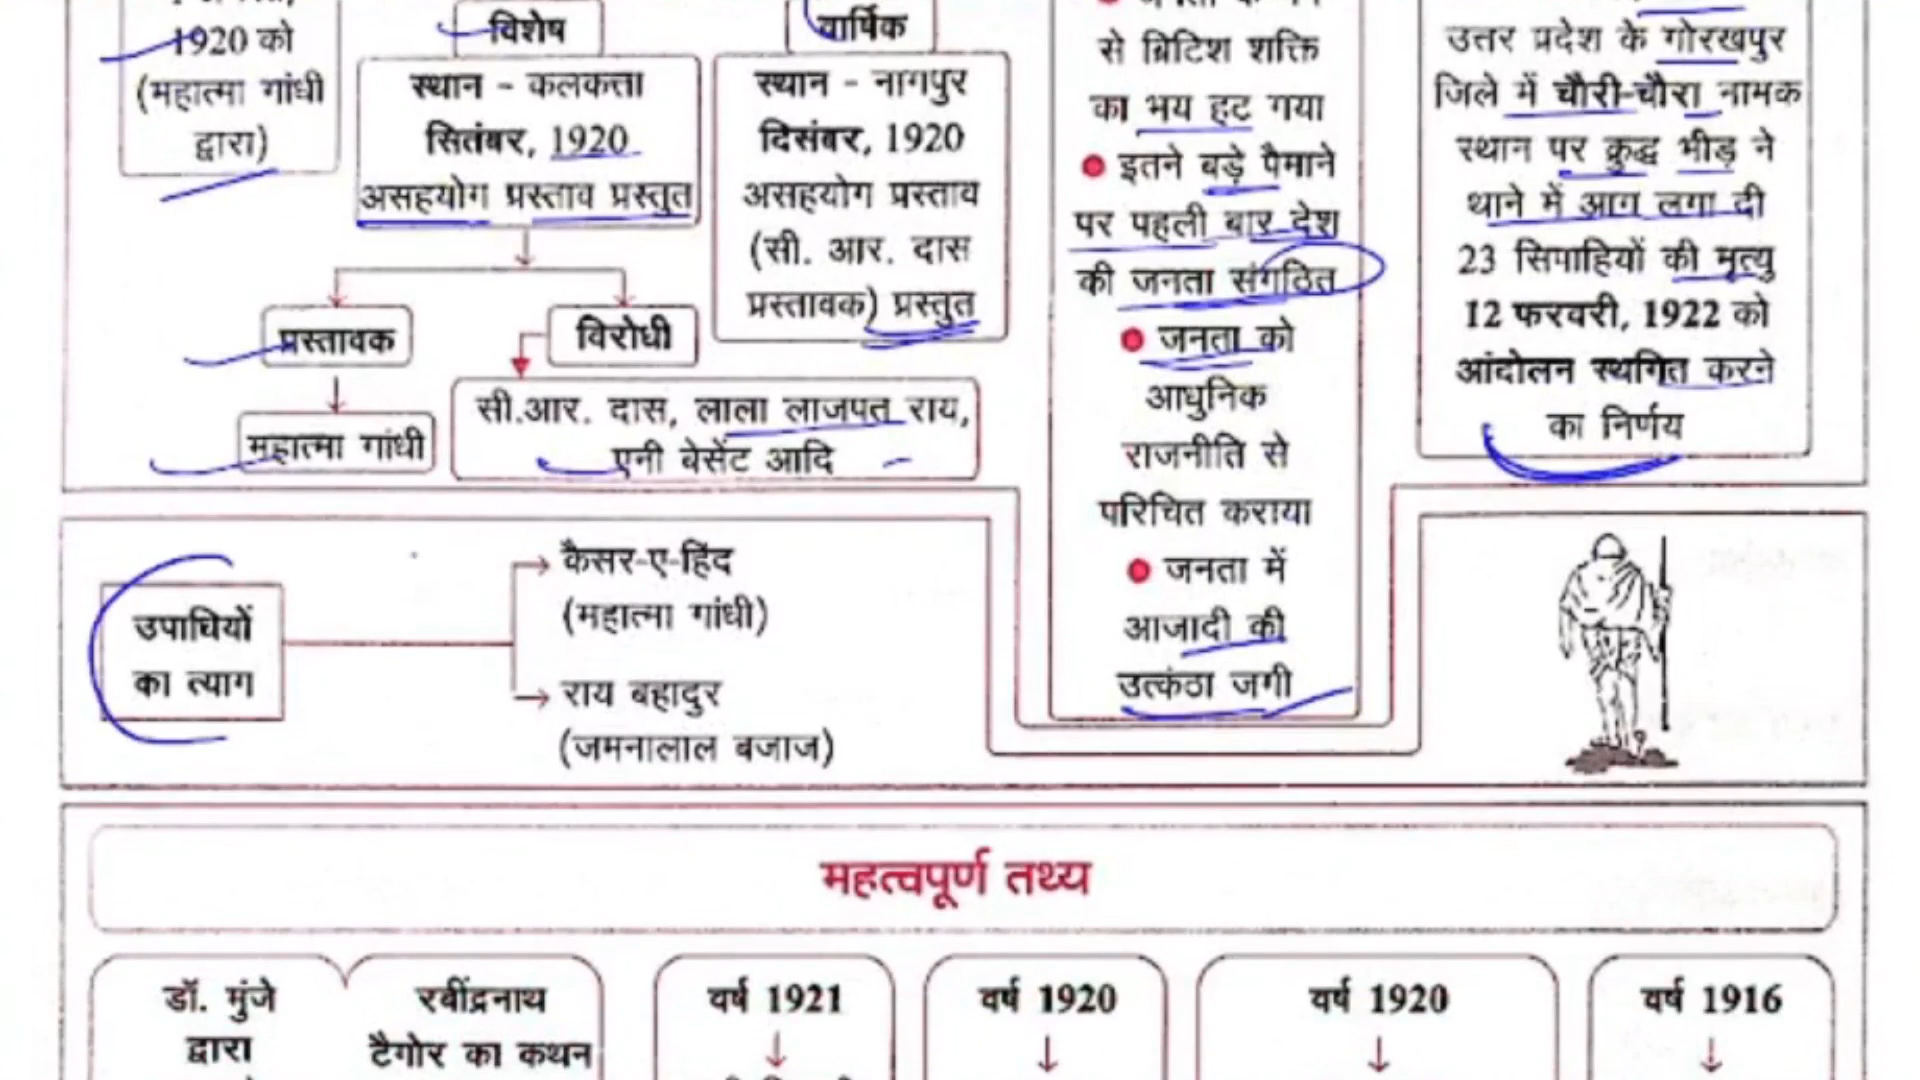 1920 को
(महात्मा गांधी
द्वारा)
विशेष
स्थान - कलकत्ता
सितंबर, 1920
असहयोग प्रस्ताव प्रस्तुत
प्रस्तावक
महात्मा गांधी
विरोधी
सी.आर. दास, लाला लाजपत राय,
एनी बेसेंट आदि
वार्षिक
स्थान - नागपुर
दिसंबर, 1920
असहयोग प्रस्ताव
(सी. आर. दास
प्रस्तावक) प्रस्तुत
से ब्रिटिश शक्ति
का भय हट गया
इतने बड़े पैमाने
पर पहली बार देश
की जनता संगठित
जनता को
आधुनिक
राजनीति से
परिचित कराया
जनता में
आजादी की
उत्कंठा जगी
उत्तर प्रदेश के गोरखपुर
जिले में चौरी-चौरा नामक
स्थान पर क्रुद्ध भीड़ ने
थाने में आग लगा दी
23 सिपाहियों की मृत्यु
12 फरवरी, 1922 को
आंदोलन स्थगित करने
का निर्णय
उपाधियों
का त्याग
कैसर-ए-हिंद
(महात्मा गांधी)
राय बहादुर
(जमनालाल बजाज)
महत्वपूर्ण तथ्य
डॉ. मुंजे
द्वारा
रबींद्रनाथ
टैगोर का कथन
वर्ष 1921
वर्ष 1920
वर्ष 1920
वर्ष 1916